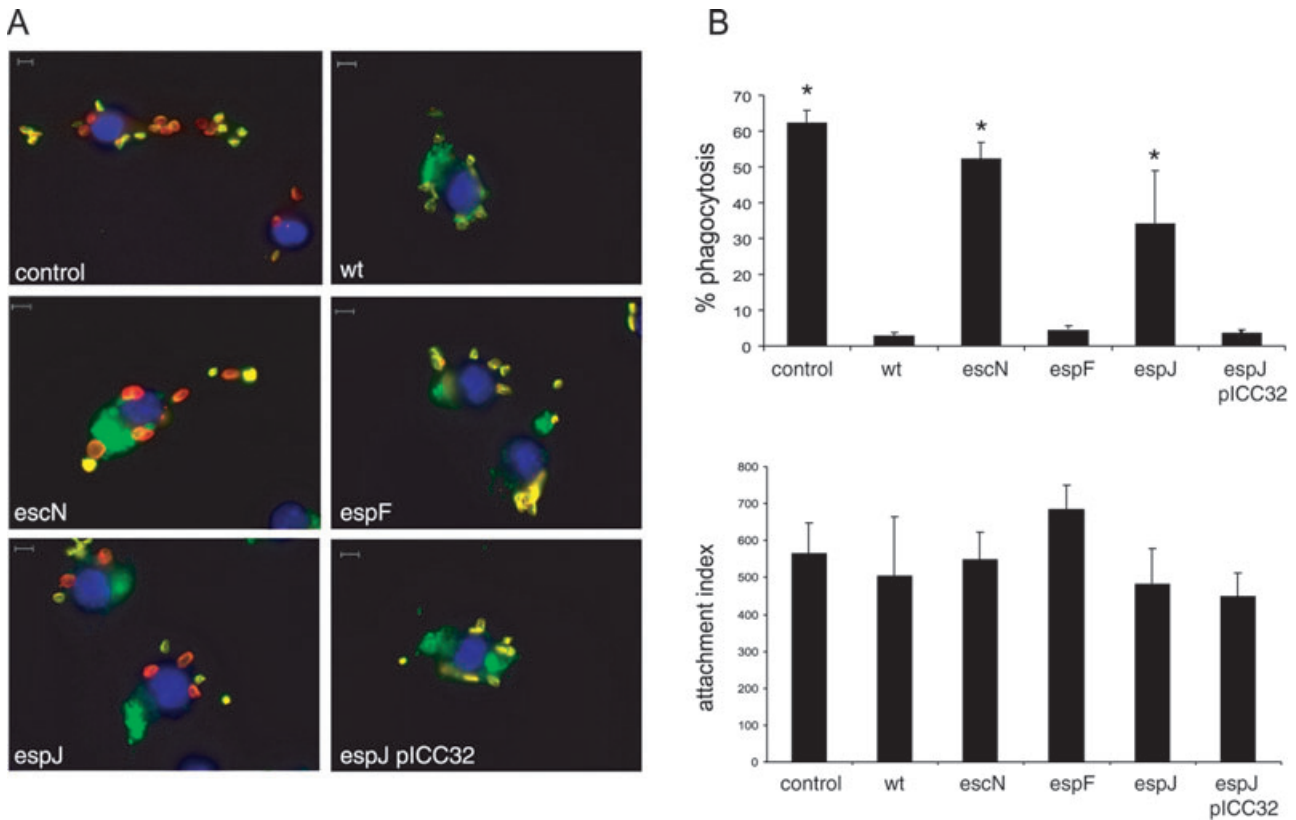 A
control
wt
escN
espF
espJ
espJ pICC32
B
% phagocytosis
70
60
50
40
30
20
10
0
*
*
*
control
wt
escN
espF
espJ
espJ
pICC32
attachment index
800
700
600
500
400
300
200
100
0
control
wt
escN
espF
espJ
espJ
pICC32